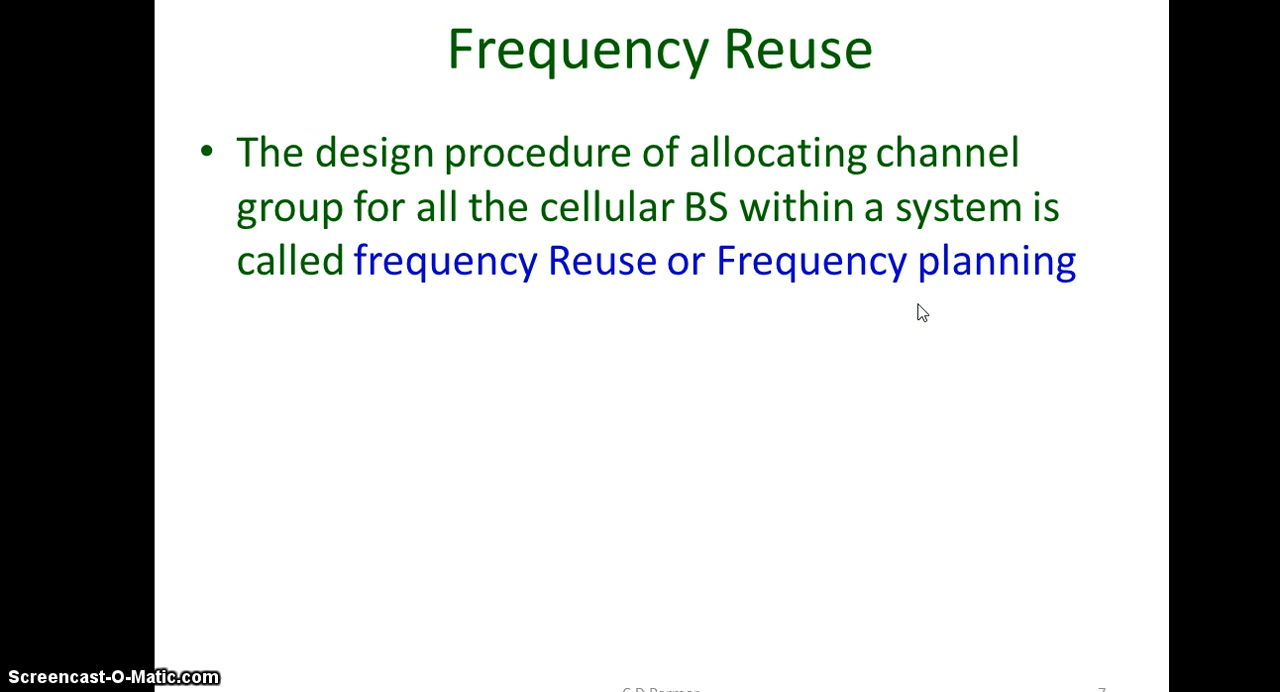 Frequency Reuse
• The design procedure of allocating channel
group for all the cellular BS within a system is
called frequency Reuse or Frequency planning
Screencast-O-Matic.com